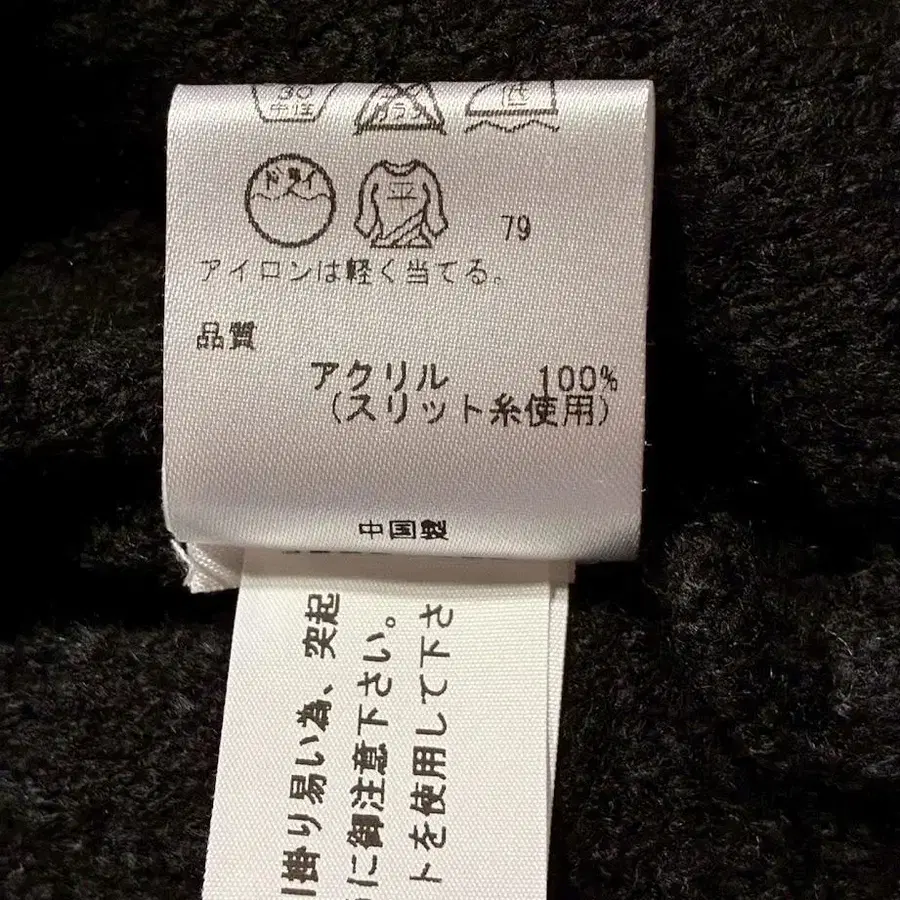 30
中性
低
ドライ
平
79
アイロンは軽く当てる。
品質
アクリル 100%
(スリット糸使用)
中国製
掛り易い為、突起
に御注意下さい。
トを使用して下さ